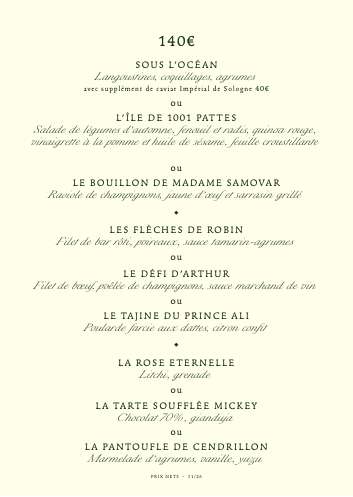 140€
SOUS L'OCÉAN
Langoustines, coquillages, agrumes
avec supplément de caviar Impérial de Sologne 40€
ou
L'ÎLE DE 1001 PATTES
Salade de légumes d'automne, fenouil et radis, quinoa rouge,
vinaigrette à la pomme et huile de sésame, feuille croustillante
ou
LE BOUILLON DE MADAME SAMOVAR
Raviole de champignons, jaune d'œuf et sarrasin grillé
✦
LES FLÈCHES DE ROBIN
Filet de bar rôti, poireaux, sauce tamarin-agrumes
ou
LE DÉFI D'ARTHUR
Filet de bœuf, poêlée de champignons, sauce marchand de vin
ou
LE TAJINE DU PRINCE ALI
Poularde farcie aux dattes, citron confit
✦
LA ROSE ETERNELLE
Litchi, grenade
ou
LA TARTE SOUFFLÉE MICKEY
Chocolat 70%, gianduja
ou
LA PANTOUFLE DE CENDRILLON
Marmelade d'agrumes, vanille, yuzu
PRIX NETS -